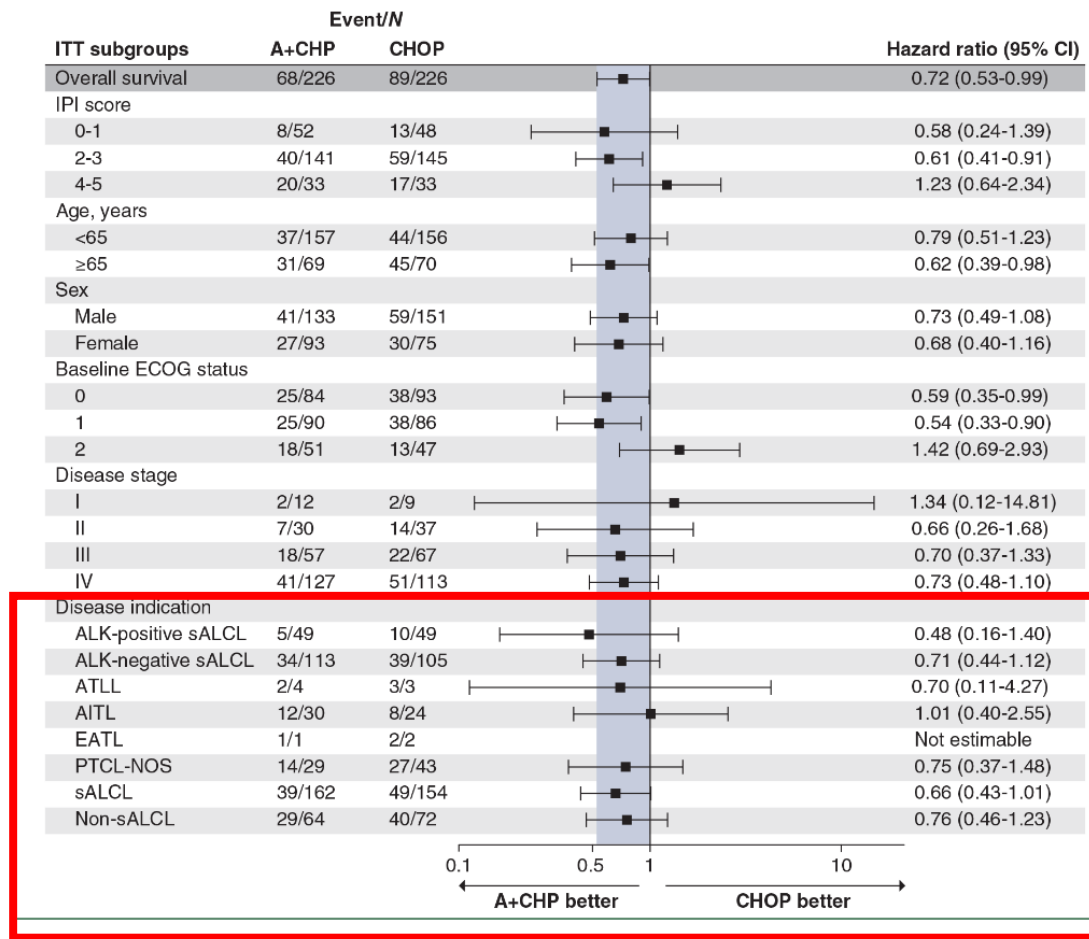 Event/N
ITT subgroups A+CHP CHOP Hazard ratio (95% CI)
Overall survival 68/226 89/226 0.72 (0.53-0.99)
IPI score
0-1 8/52 13/48 0.58 (0.24-1.39)
2-3 40/141 59/145 0.61 (0.41-0.91)
4-5 20/33 17/33 1.23 (0.64-2.34)
Age, years
<65 37/157 44/156 0.79 (0.51-1.23)
≥65 31/69 45/70 0.62 (0.39-0.98)
Sex
Male 41/133 59/151 0.73 (0.49-1.08)
Female 27/93 30/75 0.68 (0.40-1.16)
Baseline ECOG status
0 25/84 38/93 0.59 (0.35-0.99)
1 25/90 38/86 0.54 (0.33-0.90)
2 18/51 13/47 1.42 (0.69-2.93)
Disease stage
I 2/12 2/9 1.34 (0.12-14.81)
II 7/30 14/37 0.66 (0.26-1.68)
III 18/57 22/67 0.70 (0.37-1.33)
IV 41/127 51/113 0.73 (0.48-1.10)
Disease indication
ALK-positive sALCL 5/49 10/49 0.48 (0.16-1.40)
ALK-negative sALCL 34/113 39/105 0.71 (0.44-1.12)
ATLL 2/4 3/3 0.70 (0.11-4.27)
AITL 12/30 8/24 1.01 (0.40-2.55)
EATL 1/1 2/2 Not estimable
PTCL-NOS 14/29 27/43 0.75 (0.37-1.48)
sALCL 39/162 49/154 0.66 (0.43-1.01)
Non-sALCL 29/64 40/72 0.76 (0.46-1.23)
0.1 0.5 1 10
A+CHP better CHOP better